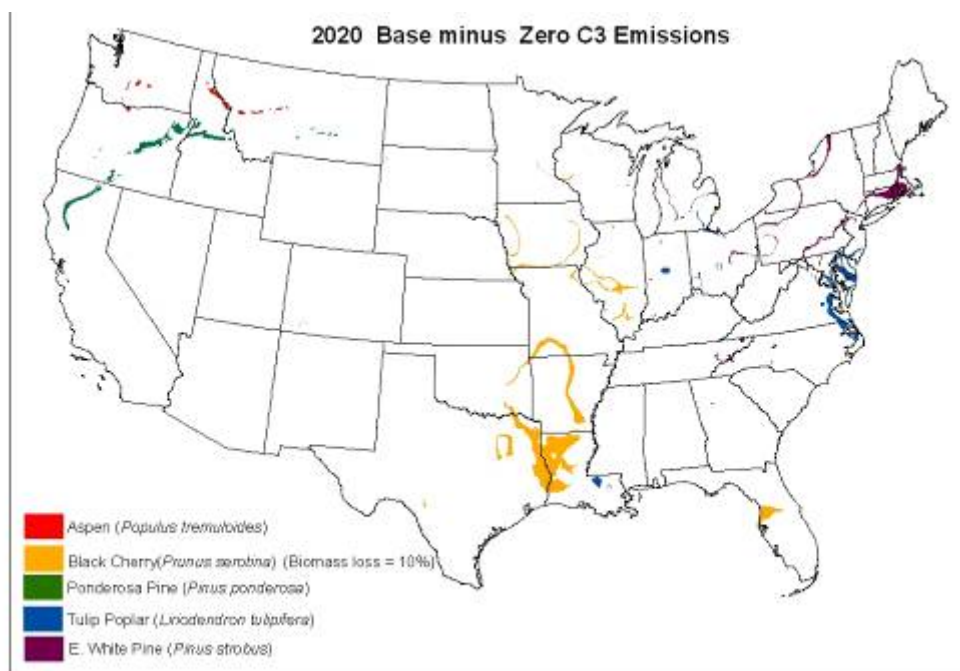 2020 Base minus Zero C3 Emissions
Aspen (Populus tremuloides)
Black Cherry(Prunus serotina) (Biomass loss = 10%)
Ponderosa Pine (Pinus ponderosa)
Tulip Poplar (Liriodendron tulipifera)
E. White Pine (Pinus strobus)